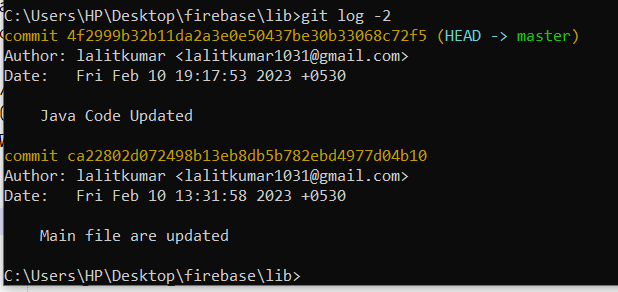 C:\Users\HP\Desktop\firebase\lib>git log -2
commit 4f2999b32b11da2a3e0e50437be30b33068c72f5 (HEAD -> master)
Author: lalitkumar <lalitkumar1031@gmail.com>
Date:   Fri Feb 10 19:17:53 2023 +0530
    Java Code Updated
commit ca22802d072498b13eb8db5b782ebd4977d04b10
Author: lalitkumar <lalitkumar1031@gmail.com>
Date:   Fri Feb 10 13:31:58 2023 +0530
    Main file are updated
C:\Users\HP\Desktop\firebase\lib>